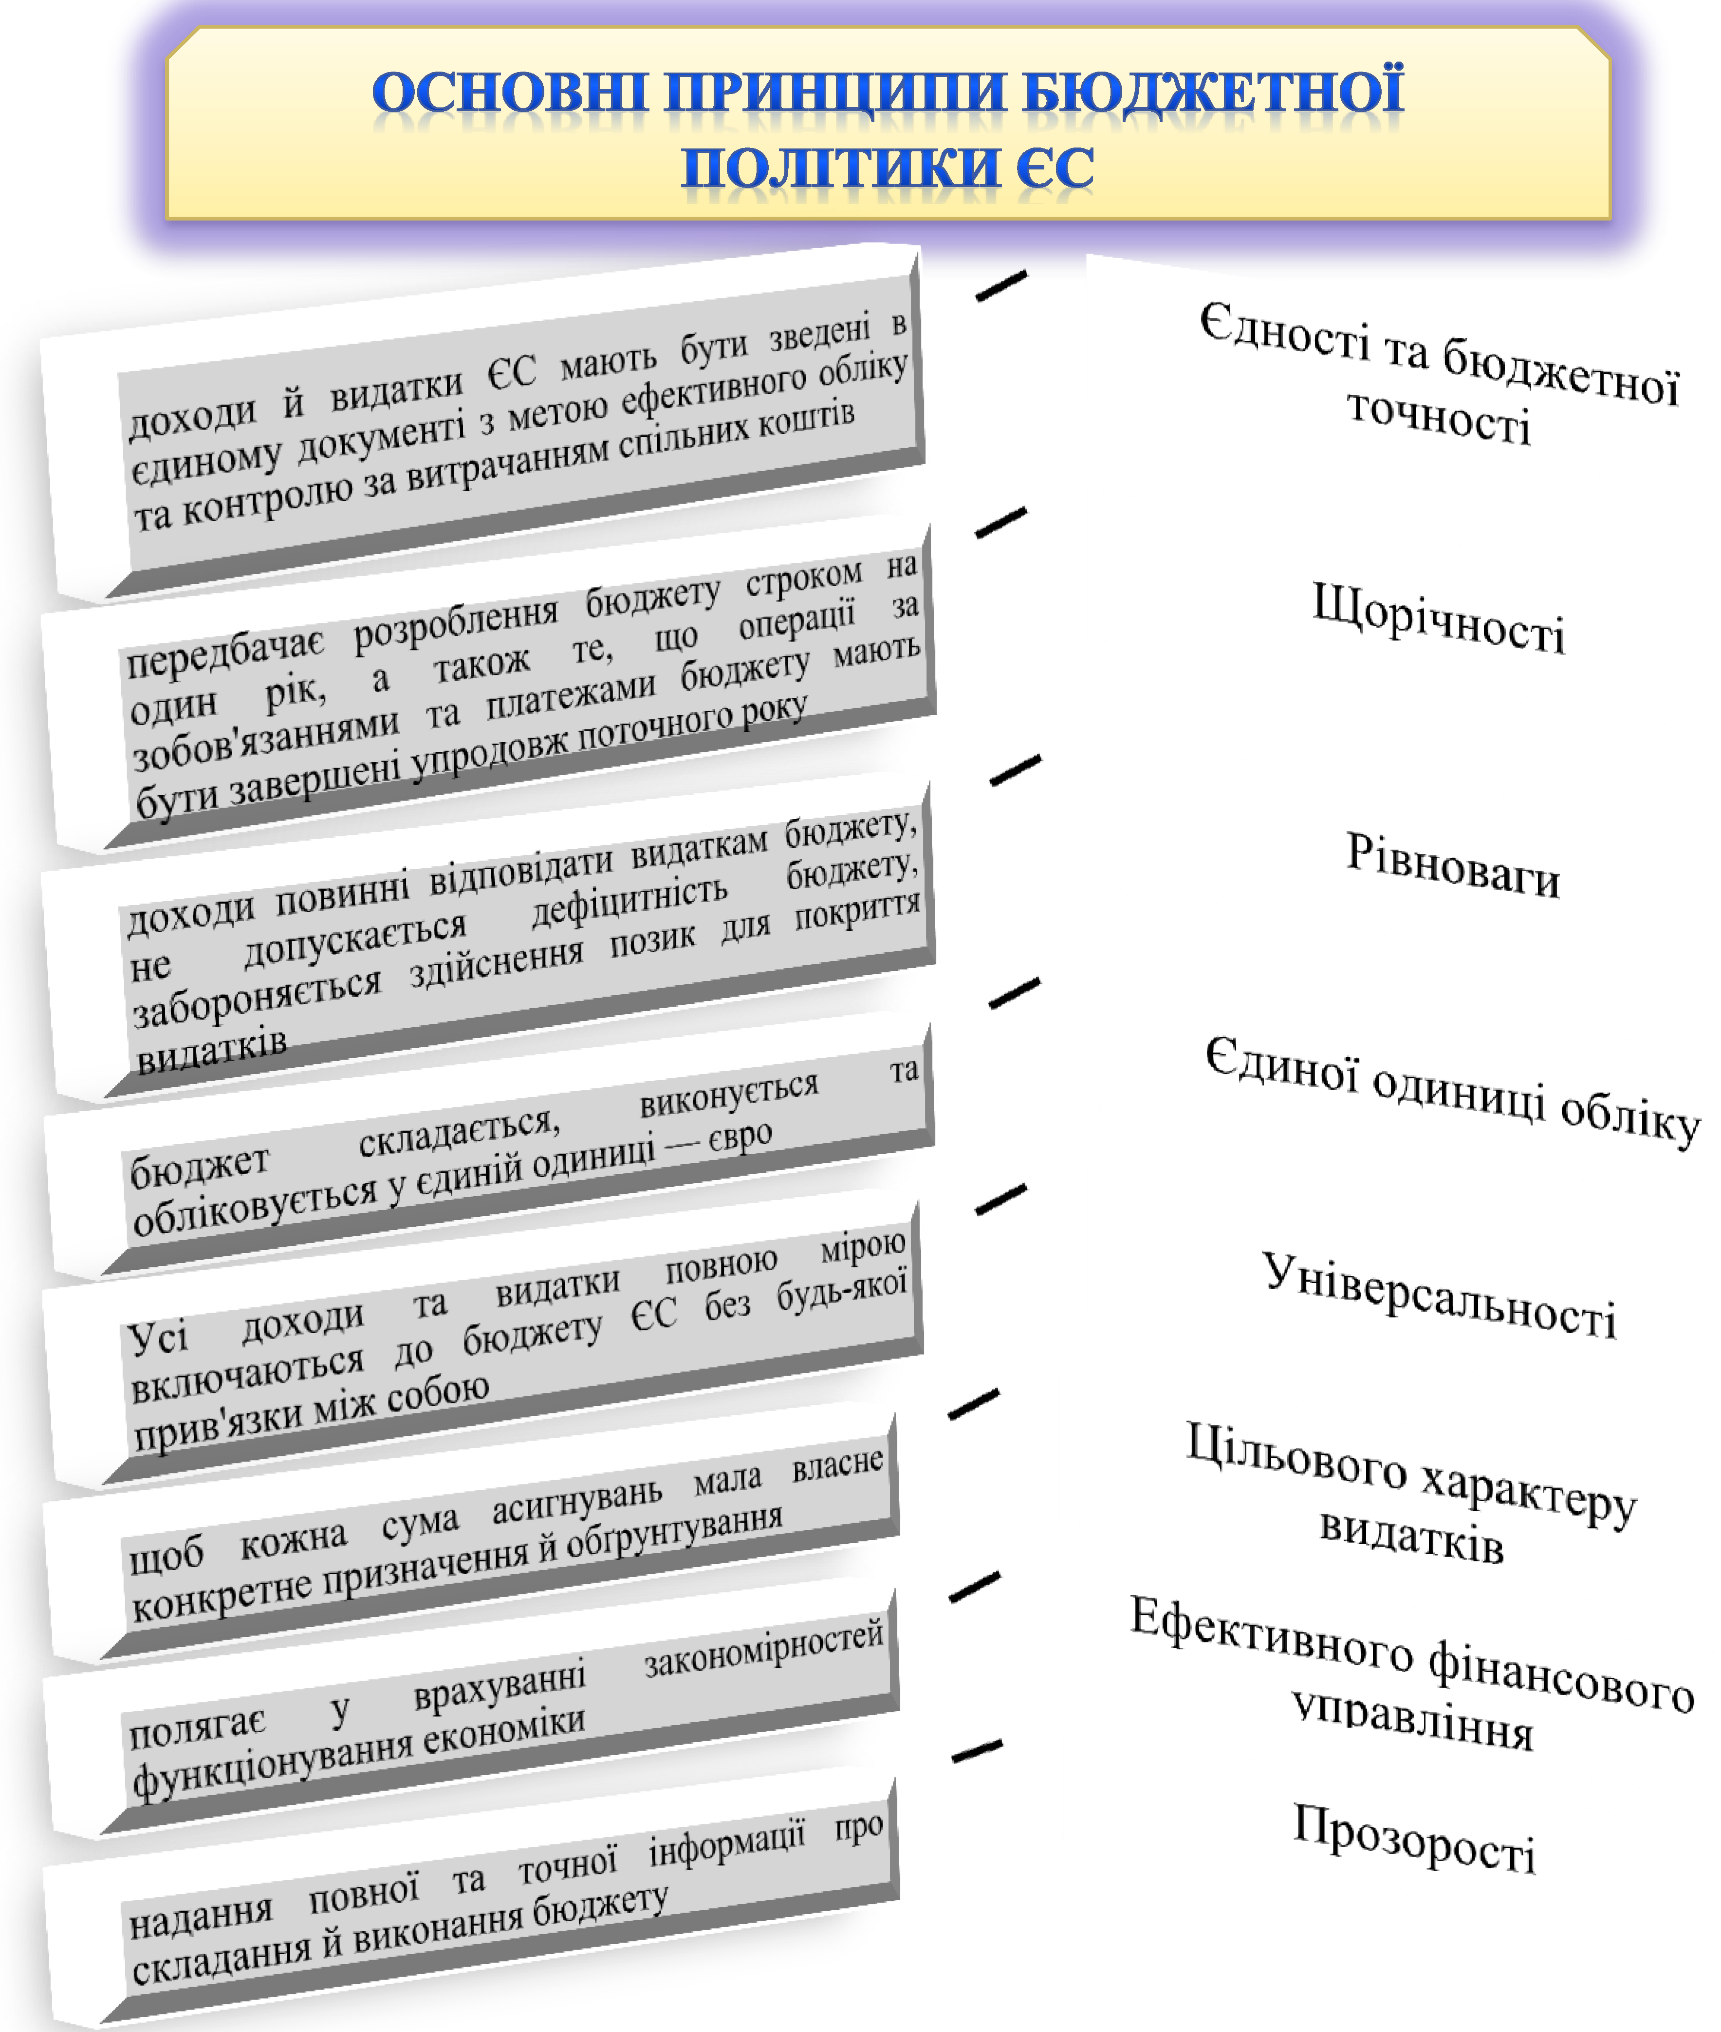 ОСНОВНІ ПРИНЦИПИ БЮДЖЕТНОЇ
ПОЛІТИКИ ЄС
доходи й видатки ЄС мають бути зведені в
єдиному документі з метою ефективного обліку
та контролю за витрачанням спільних коштів
Єдності та бюджетної
точності
передбачає розроблення бюджету строком на
один рік, а також те, що операції за
зобов'язаннями та платежами бюджету мають
бути завершені упродовж поточного року
Щорічності
доходи повинні відповідати видаткам бюджету,
не допускається дефіцитність бюджету,
забороняється здійснення позик для покриття
видатків
Рівноваги
бюджет складається, виконується та
обліковується у єдиній одиниці — євро
Єдиної одиниці обліку
Усі доходи та видатки повною мірою
включаються до бюджету ЄС без будь-якої
прив'язки між собою
Універсальності
щоб кожна сума асигнувань мала власне
конкретне призначення й обґрунтування
Цільового характеру
видатків
полягає у врахуванні закономірностей
функціонування економіки
Ефективного фінансового
управління
надання повної та точної інформації про
складання й виконання бюджету
Прозорості